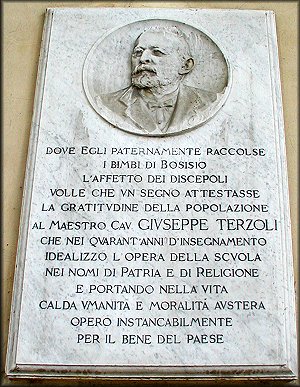 DOVE EGLI PATERNAMENTE RACCOLSE
I BIMBI DI BOSISIO
L'AFFETTO DEI DISCEPOLI
VOLLE CHE VN SEGNO ATTESTASSE
LA GRATITVDINE DELLA POPOLAZIONE
AL MAESTRO CAV. GIVSEPPE TERZOLI
CHE NEI QVARANT'ANNI D'INSEGNAMENTO
IDEALIZZO L'OPERA DELLA SCVOLA
NEI NOMI DI PATRIA E DI RELIGIONE
E PORTANDO NELLA VITA
CALDA VMANITÀ E MORALITÀ AVSTERA
OPERÒ INSTANCABILMENTE
PER IL BENE DEL PAESE